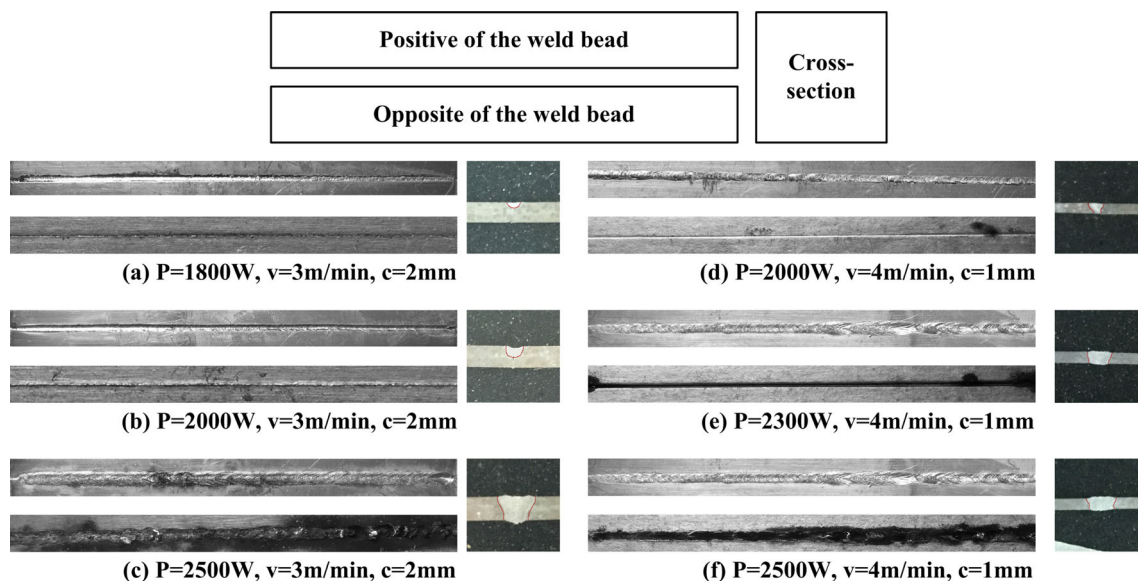 Positive of the weld bead
Opposite of the weld bead
Cross-
section
(a) P=1800W, v=3m/min, c=2mm
(b) P=2000W, v=3m/min, c=2mm
(c) P=2500W, v=3m/min, c=2mm
(d) P=2000W, v=4m/min, c=1mm
(e) P=2300W, v=4m/min, c=1mm
(f) P=2500W, v=4m/min, c=1mm